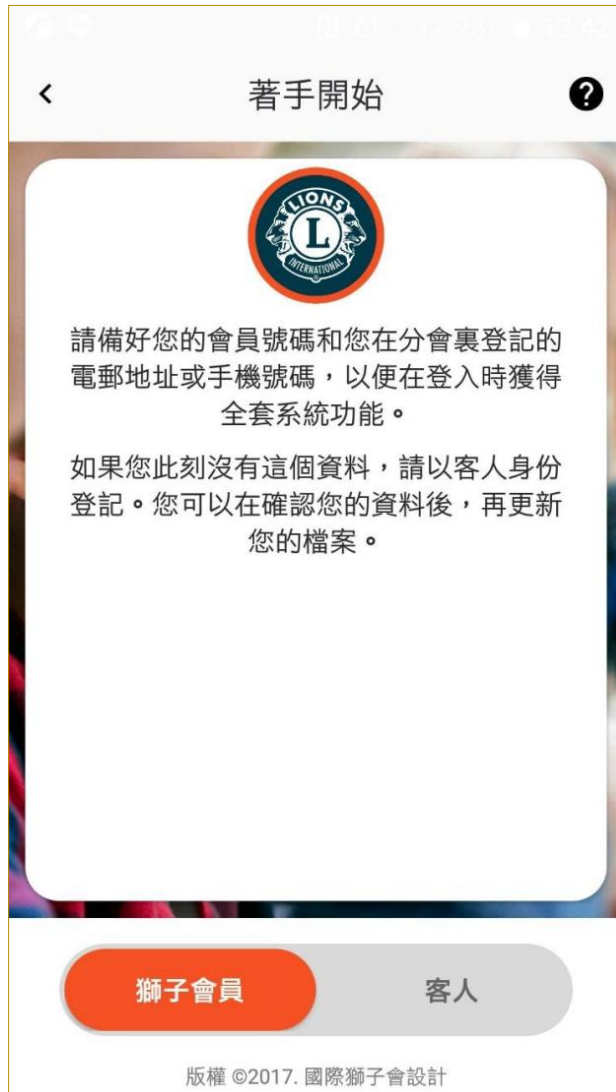 著手開始
LIONS
L
INTERNATIONAL
請備好您的會員號碼和您在分會裏登記的
電郵地址或手機號碼，以便在登入時獲得
全套系統功能。
如果您此刻沒有這個資料，請以客人身份
登記。您可以在確認您的資料後，再更新
您的檔案。
獅子會員
客人
版權 ©2017. 國際獅子會設計